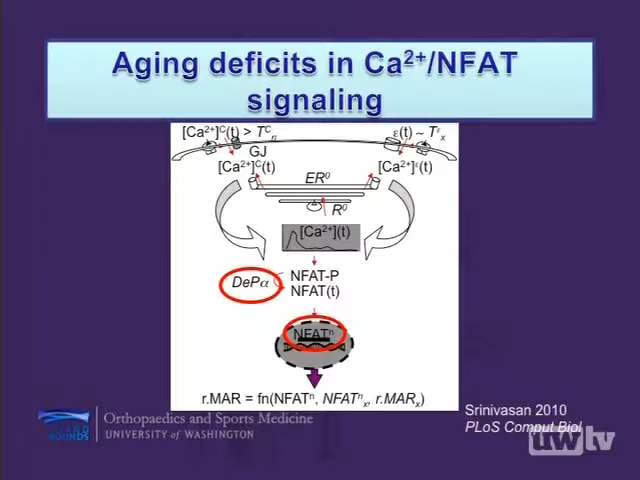 Aging deficits in Ca²⁺/NFAT
signaling
[Ca²⁺]ᶜ(t) > Tᶜₙ
ε(t) ~ Tᵋₓ
GJ
[Ca²⁺]ᶜ(t)
[Ca²⁺]ᵋ(t)
ER⁰
R⁰
[Ca²⁺](t)
DePα
NFAT-P
NFAT(t)
NFATⁿ
r.MAR = fn(NFATⁿ, NFATⁿₓ, r.MARₓ)
Srinivasan 2010
PLoS Comput Biol
Orthopaedics and Sports Medicine
UNIVERSITY of WASHINGTON
uwtv